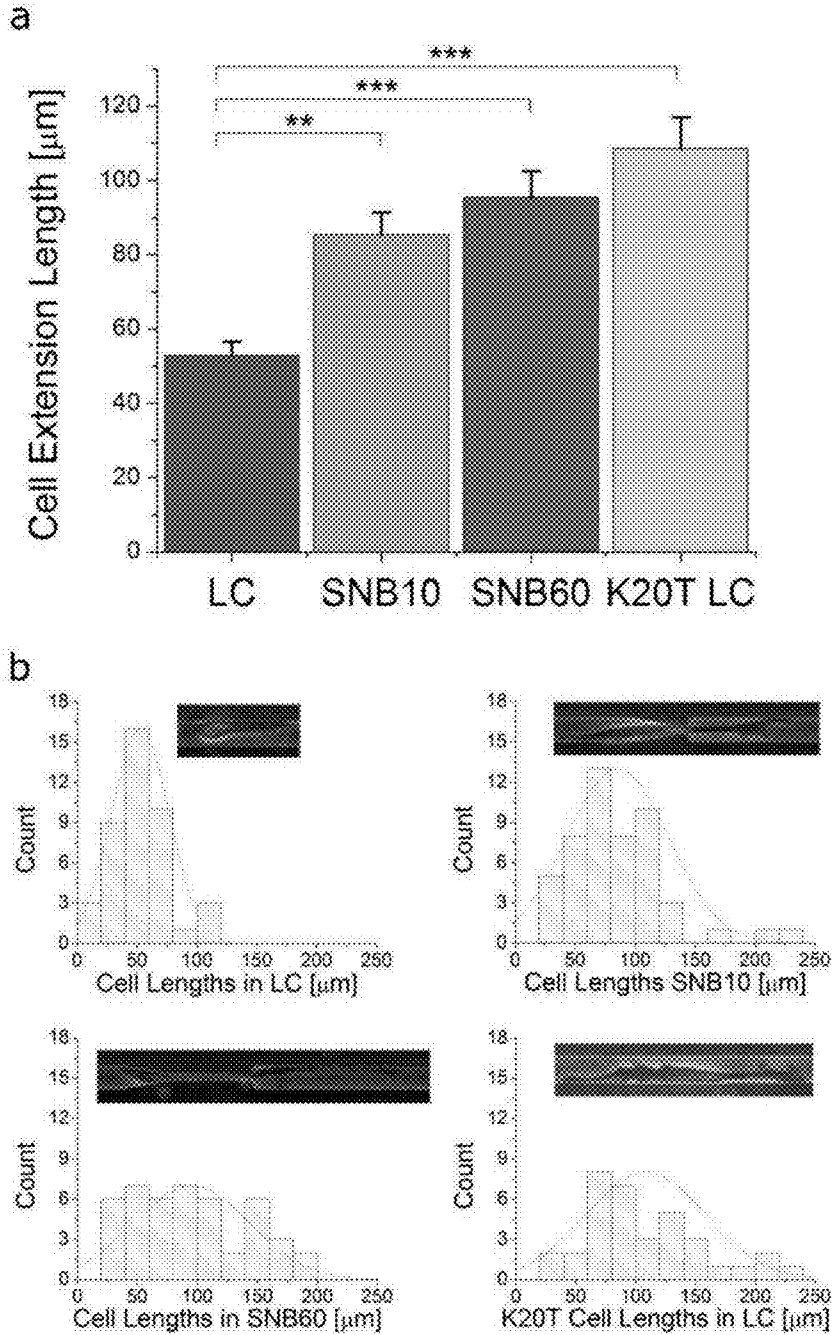 a
Cell Extension Length [μm]
120
100
80
60
40
20
0
***
***
**
LC SNB10 SNB60 K20T LC
b
Count
18
15
12
9
6
3
0
0 50 100 150 200 250
Cell Lengths in LC [μm]
Count
18
15
12
9
6
3
0
0 50 100 150 200 250
Cell Lengths SNB10 [μm]
Count
18
15
12
9
6
3
0
0 50 100 150 200 250
Cell Lengths in SNB60 [μm]
Count
18
15
12
9
6
3
0
0 50 100 150 200 250
K20T Cell Lengths in LC [μm]